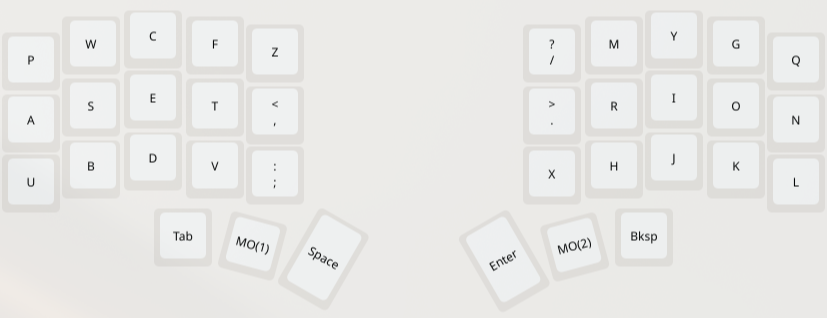 P W C F Z ? / M Y G Q
A S E T < , > . R I O N
U B D V : ; X H J K L
Tab MO(1) Space Enter MO(2) Bksp